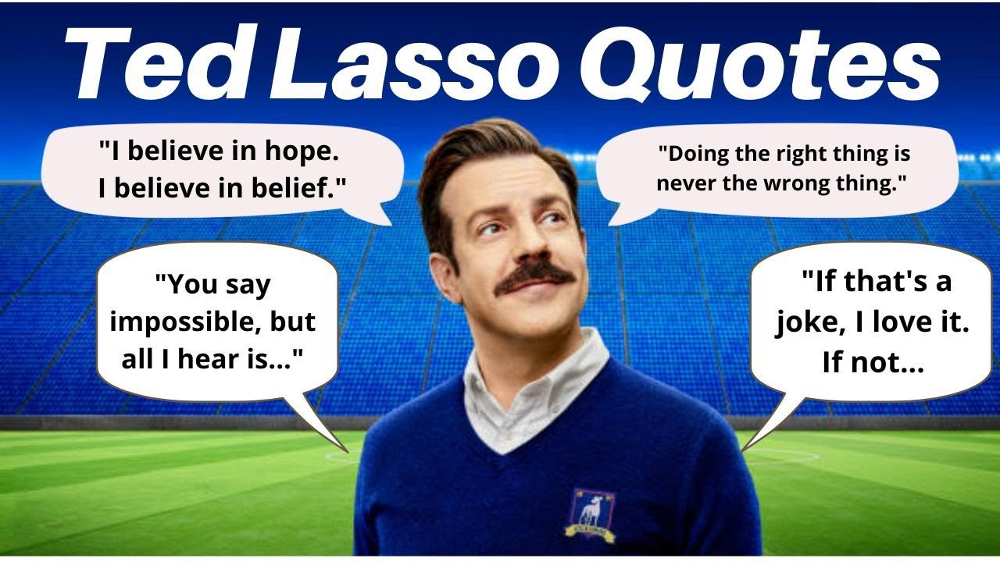 Ted Lasso Quotes
"I believe in hope.
I believe in belief."
"Doing the right thing is
never the wrong thing."
"You say
impossible, but
all I hear is..."
"If that's a
joke, I love it.
If not...